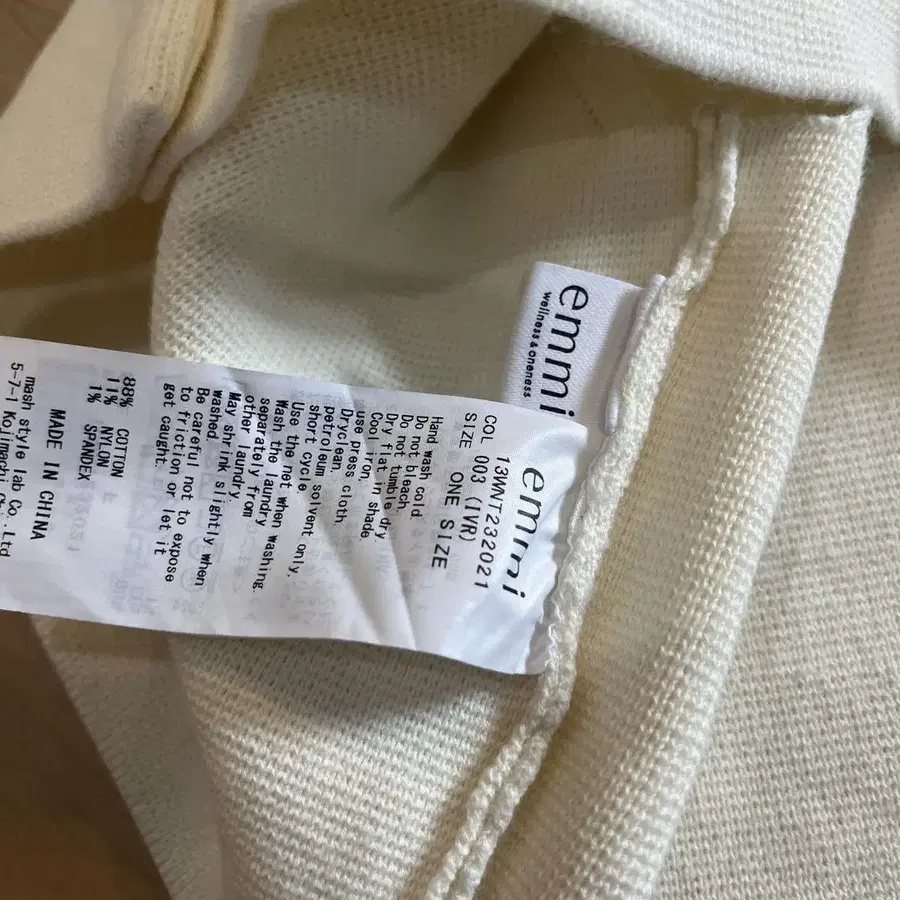 emmi
wellness & oneness
emmi
13WNT232021
COL 003 (IVR)
SIZE ONE SIZE
Hand wash cold.
Do not bleach.
Do not tumble dry
Dry flat in shade
Cool iron,
use press cloth
Dryclean,
petroleum solvent only,
short cycle
Use the net when washing.
Wash the laundry
separately from
other laundry.
May shrink slightly when
washed.
Be careful not to expose
to friction or to let it
get caught.
88% COTTON
11% NYLON
1% SPANDEX
MADE IN CHINA
mash style lab Co., Ltd
5-7-1 Kojimachi